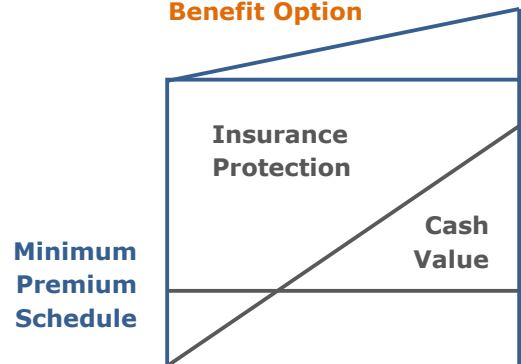 Benefit Option
Insurance
Protection
Cash
Value
Minimum
Premium
Schedule